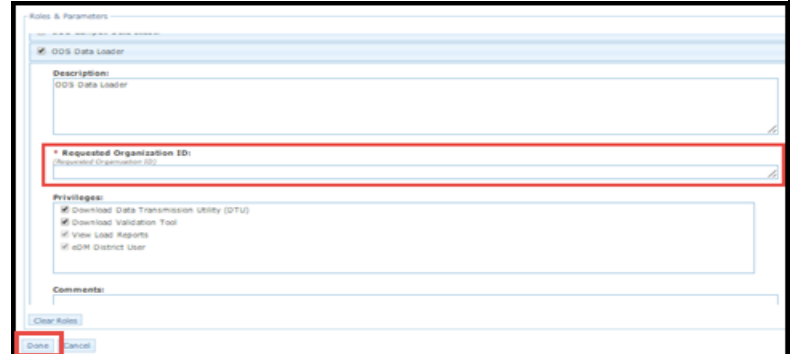 Roles & Parameters
ODS Data Loader
Description:
ODS Data Loader
* Requested Organization ID:
(Requested Organization ID)
Privileges:
Download Data Transmission Utility (DTU)
Download Validation Tool
View Load Reports
eDM District User
Comments:
Clear Roles
Done Cancel